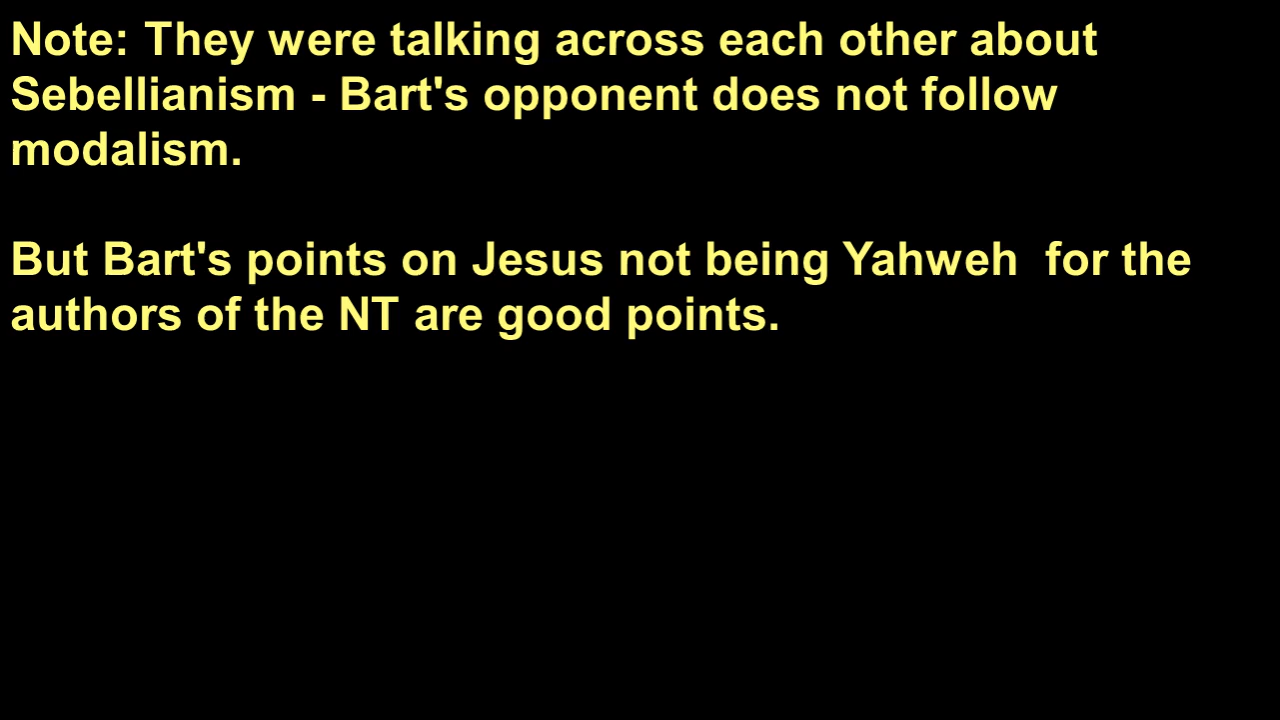 Note: They were talking across each other about
Sebellianism - Bart's opponent does not follow
modalism.
But Bart's points on Jesus not being Yahweh  for the
authors of the NT are good points.